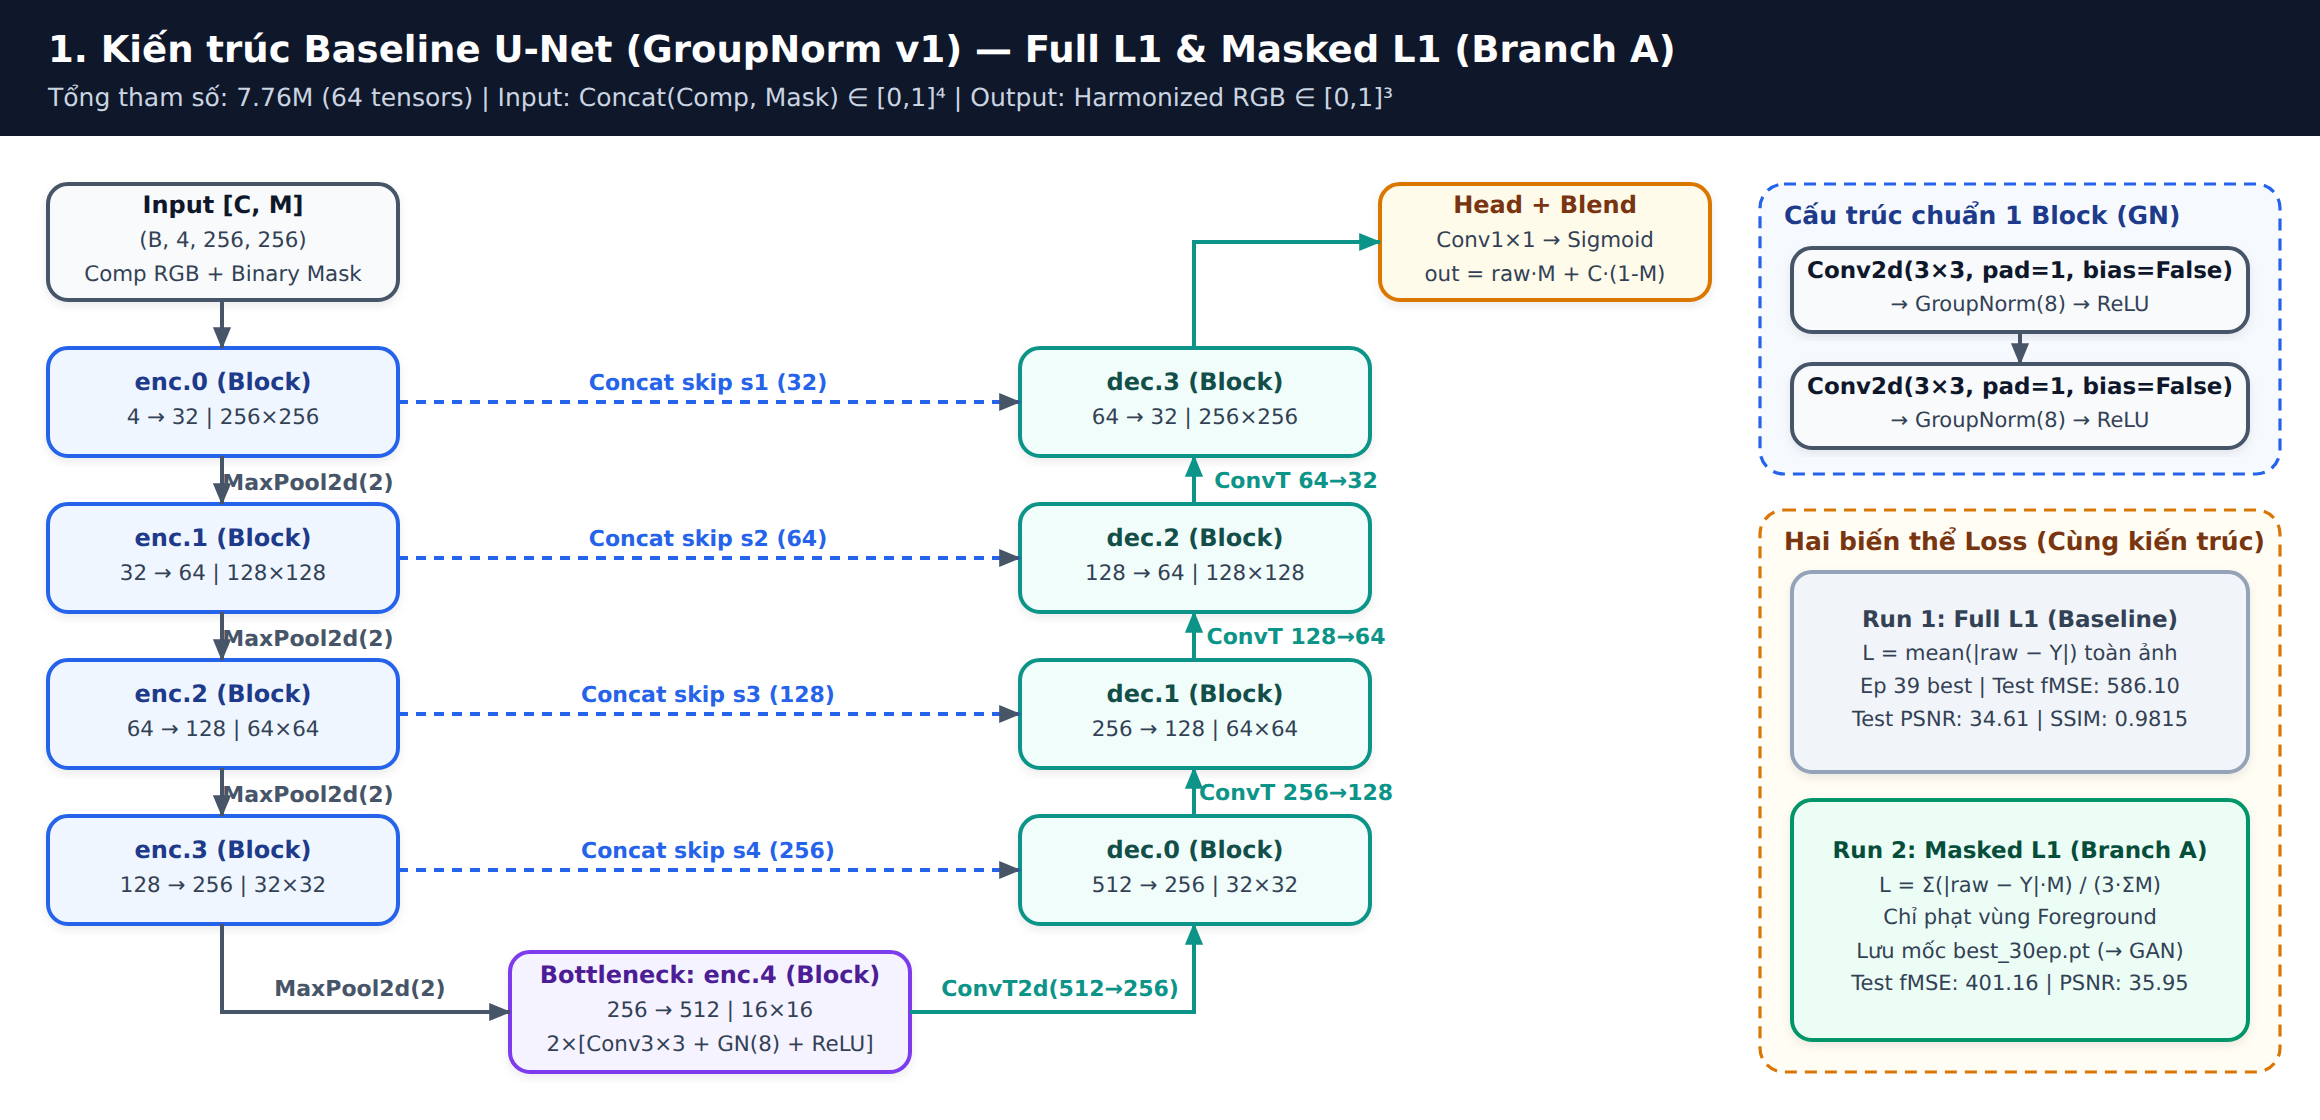 1. Kiến trúc Baseline U-Net (GroupNorm v1) — Full L1 & Masked L1 (Branch A)
Tổng tham số: 7.76M (64 tensors) | Input: Concat(Comp, Mask) ∈ [0,1]⁴ | Output: Harmonized RGB ∈ [0,1]³
Input [C, M]
(B, 4, 256, 256)
Comp RGB + Binary Mask
enc.0 (Block)
4 → 32 | 256×256
MaxPool2d(2)
enc.1 (Block)
32 → 64 | 128×128
MaxPool2d(2)
enc.2 (Block)
64 → 128 | 64×64
MaxPool2d(2)
enc.3 (Block)
128 → 256 | 32×32
MaxPool2d(2)
Concat skip s1 (32)
Concat skip s2 (64)
Concat skip s3 (128)
Concat skip s4 (256)
Bottleneck: enc.4 (Block)
256 → 512 | 16×16
2×[Conv3×3 + GN(8) + ReLU]
ConvT2d(512→256)
dec.3 (Block)
64 → 32 | 256×256
ConvT 64→32
dec.2 (Block)
128 → 64 | 128×128
ConvT 128→64
dec.1 (Block)
256 → 128 | 64×64
ConvT 256→128
dec.0 (Block)
512 → 256 | 32×32
Head + Blend
Conv1×1 → Sigmoid
out = raw·M + C·(1-M)
Cấu trúc chuẩn 1 Block (GN)
Conv2d(3×3, pad=1, bias=False)
→ GroupNorm(8) → ReLU
Conv2d(3×3, pad=1, bias=False)
→ GroupNorm(8) → ReLU
Hai biến thể Loss (Cùng kiến trúc)
Run 1: Full L1 (Baseline)
L = mean(|raw − Y|) toàn ảnh
Ep 39 best | Test fMSE: 586.10
Test PSNR: 34.61 | SSIM: 0.9815
Run 2: Masked L1 (Branch A)
L = Σ(|raw − Y|·M) / (3·ΣM)
Chỉ phạt vùng Foreground
Lưu mốc best_30ep.pt (→ GAN)
Test fMSE: 401.16 | PSNR: 35.95